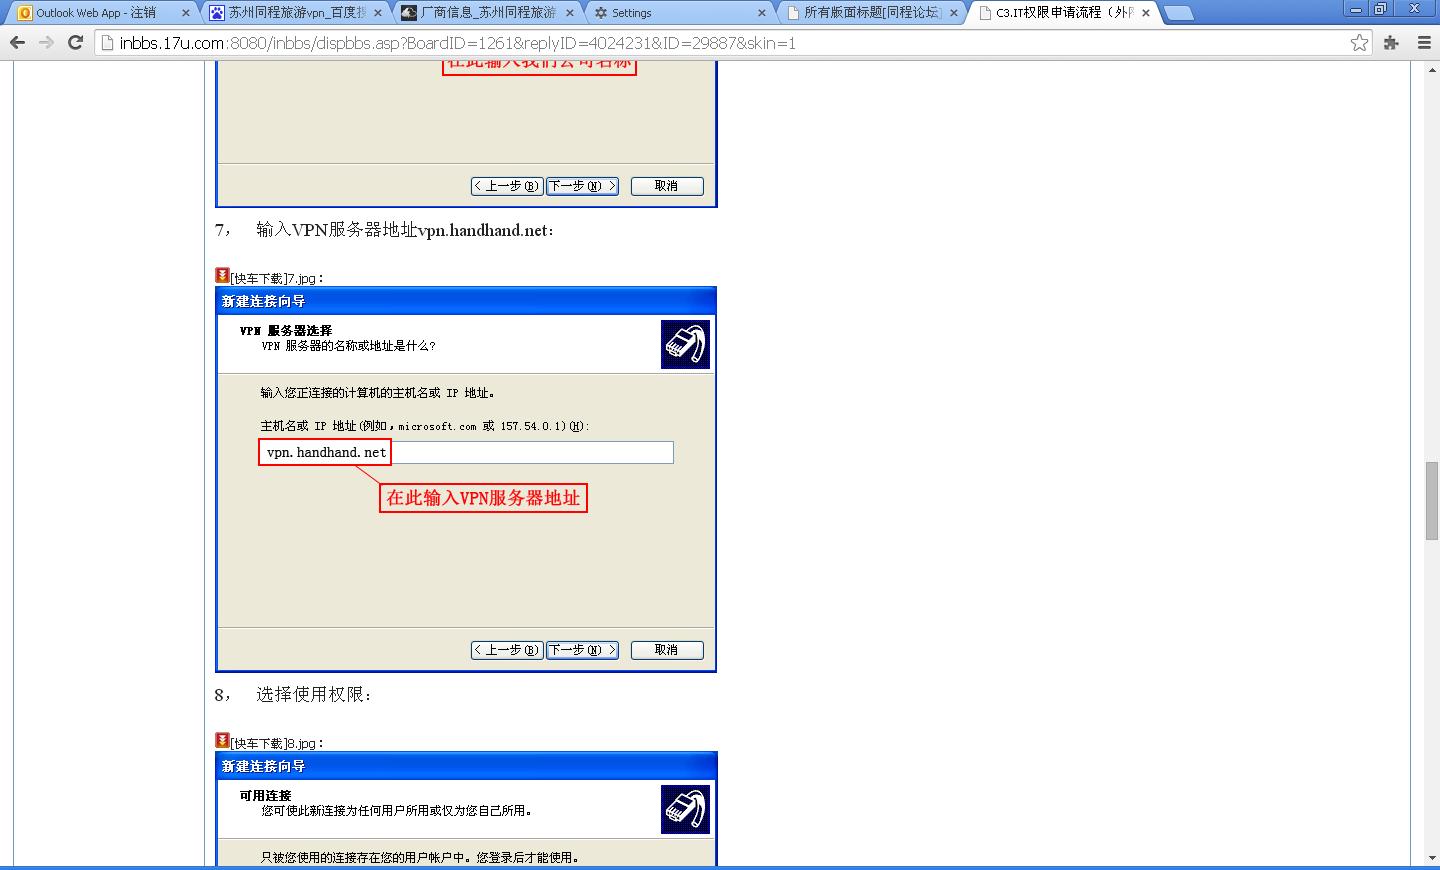 Outlook Web App - 注销
苏州同程旅游vpn_百度搜
厂商信息_苏州同程旅游
Settings
所有版面标题[同程论坛]
C3.IT权限申请流程（外网
inbbs.17u.com:8080/inbbs/dispbbs.asp?BoardID=1261&replyID=4024231&ID=29887&skin=1
在此输入我们公司名称
< 上一步(B)
下一步(N) >
取消
7， 输入VPN服务器地址vpn.handhand.net：
[快车下载]7.jpg：
新建连接向导
VPN 服务器选择
VPN 服务器的名称或地址是什么?
输入您正连接的计算机的主机名或 IP 地址。
主机名或 IP 地址(例如，microsoft.com 或 157.54.0.1)(H):
vpn.handhand.net
在此输入VPN服务器地址
< 上一步(B)
下一步(N) >
取消
8， 选择使用权限：
[快车下载]8.jpg：
新建连接向导
可用连接
您可使此新连接为任何用户所用或仅为您自己所用。
只被您使用的连接存在您的用户帐户中。您登录后才能使用。